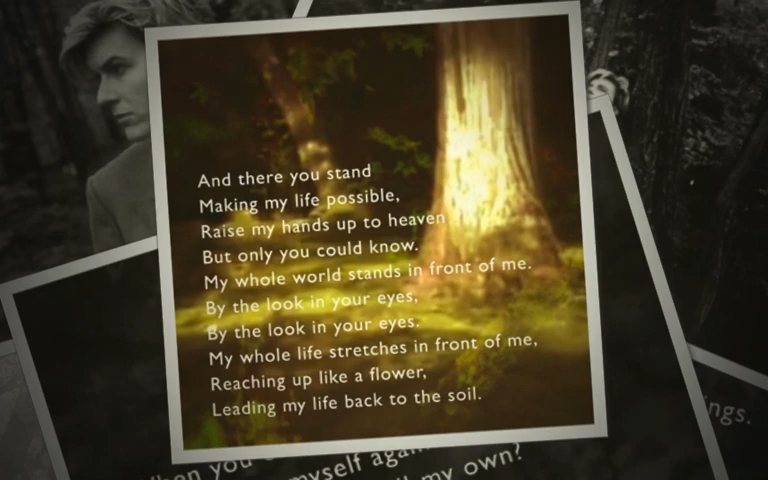 And there you stand
Making my life possible,
Raise my hands up to heaven
But only you could know.
My whole world stands in front of me.
By the look in your eyes,
By the look in your eyes.
My whole life stretches in front of me,
Reaching up like a flower,
Leading my life back to the soil.
ings.
you
myself
my own?